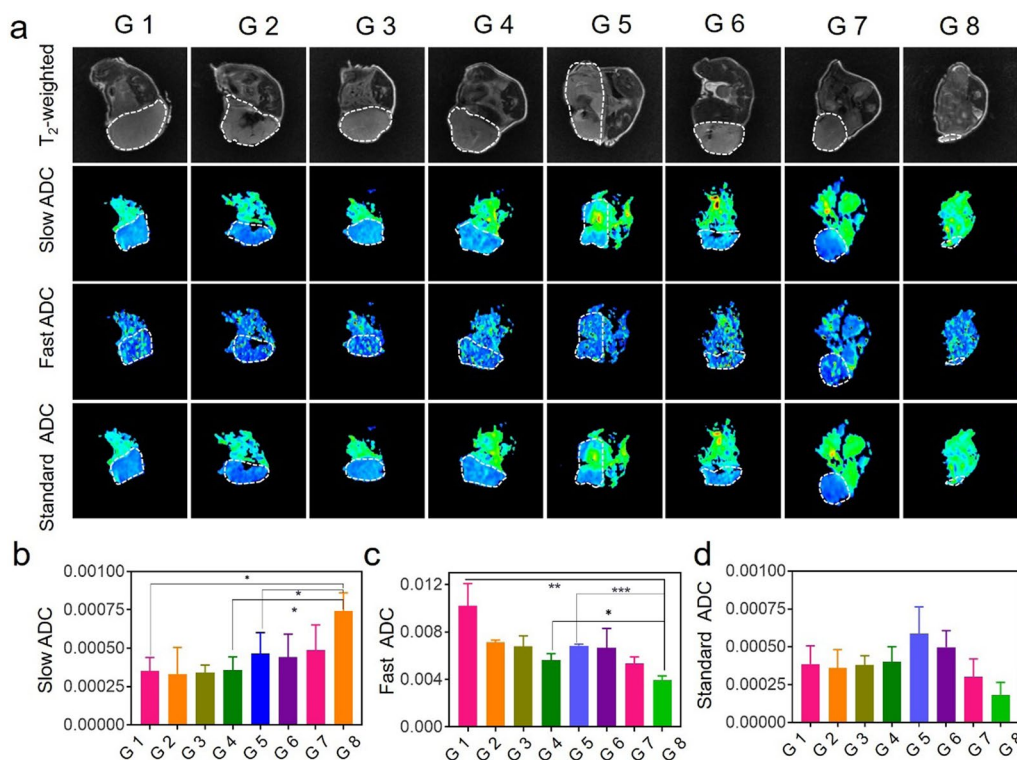 a
G 1 G 2 G 3 G 4 G 5 G 6 G 7 G 8
T2-weighted
Slow ADC
Fast ADC
Standard ADC
b
Slow ADC
0.00100
0.00075
0.00050
0.00025
0.00000
*
*
*
G 1 G 2 G 3 G 4 G 5 G 6 G 7 G 8
c
Fast ADC
0.012
0.008
0.004
0.000
**
***
*
G 1 G 2 G 3 G 4 G 5 G 6 G 7 G 8
d
Standard ADC
0.00100
0.00075
0.00050
0.00025
0.00000
G 1 G 2 G 3 G 4 G 5 G 6 G 7 G 8